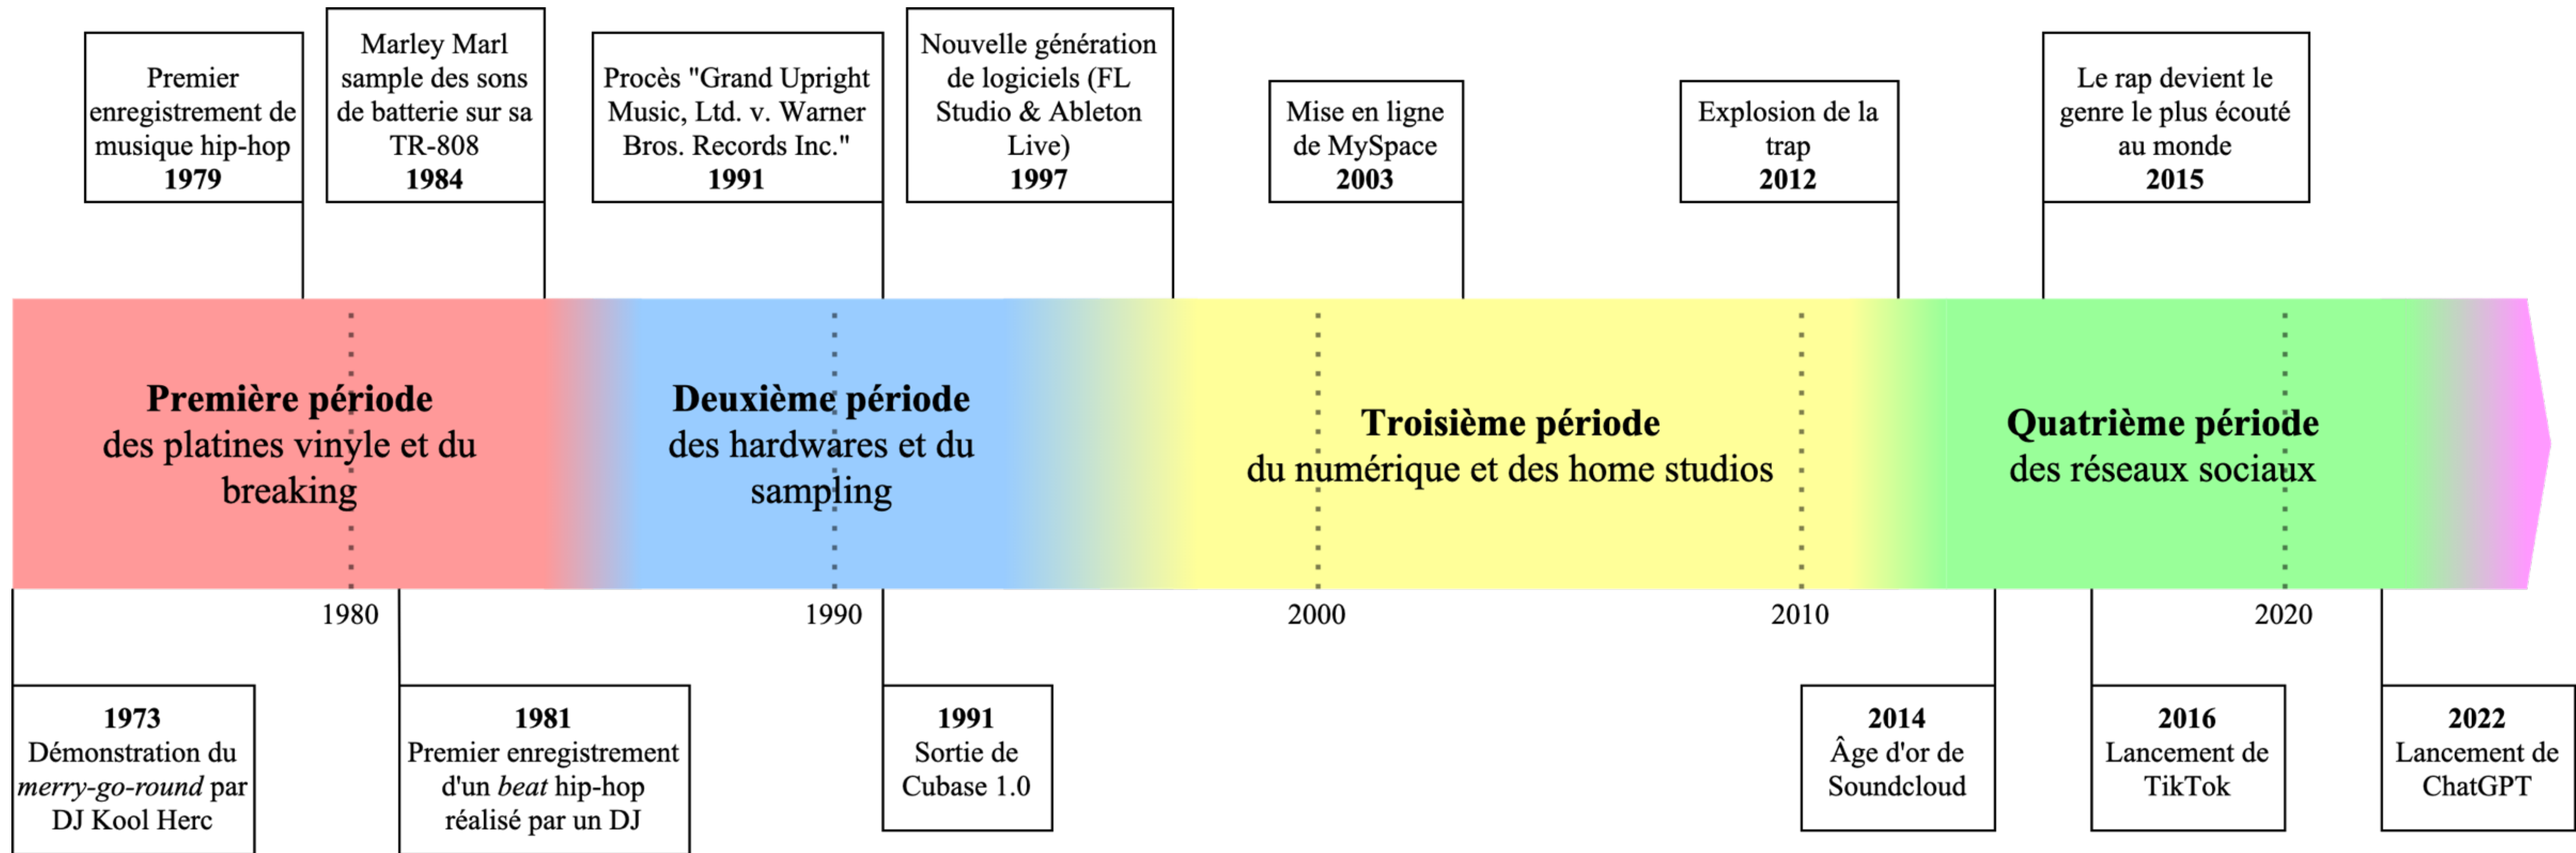 Premier
enregistrement de
musique hip-hop
1979
Marley Marl
sample des sons
de batterie sur sa
TR-808
1984
Procès "Grand Upright
Music, Ltd. v. Warner
Bros. Records Inc."
1991
Nouvelle génération
de logiciels (FL
Studio & Ableton
Live)
1997
Mise en ligne
de MySpace
2003
Explosion de la
trap
2012
Le rap devient le
genre le plus écouté
au monde
2015
Première période
des platines vinyle et du
breaking
Deuxième période
des hardwares et du
sampling
Troisième période
du numérique et des home studios
Quatrième période
des réseaux sociaux
1980
1990
2000
2010
2020
1973
Démonstration du
merry-go-round par
DJ Kool Herc
1981
Premier enregistrement
d'un beat hip-hop
réalisé par un DJ
1991
Sortie de
Cubase 1.0
2014
Âge d'or de
Soundcloud
2016
Lancement de
TikTok
2022
Lancement de
ChatGPT